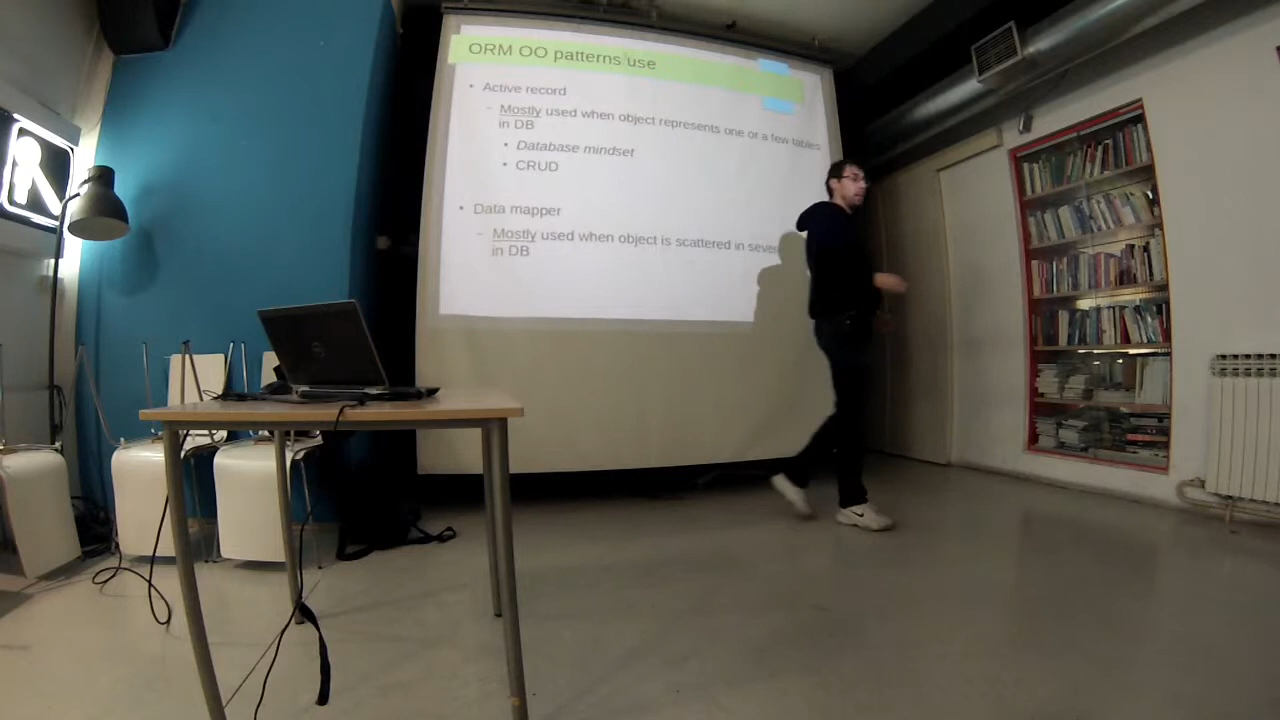 ORM OO patterns use
• Active record
– Mostly used when object represents one or a few tables
in DB
• Database mindset
• CRUD
• Data mapper
– Mostly used when object is scattered in
in DB